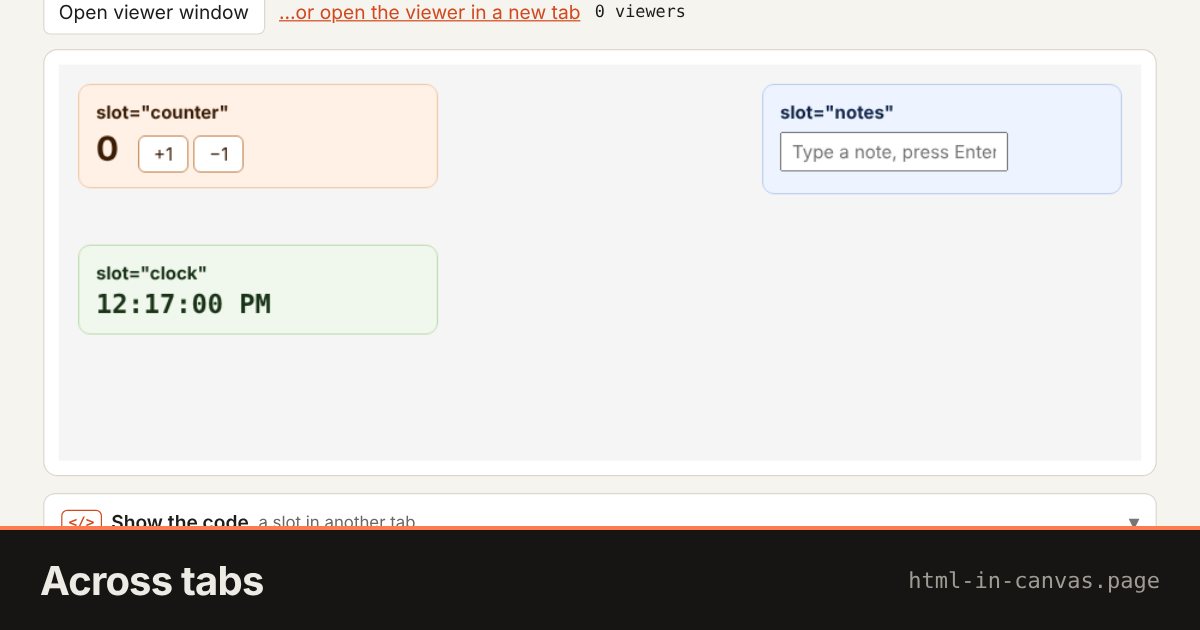 Open viewer window ...or open the viewer in a new tab 0 viewers
slot="counter"
0 +1 −1
slot="notes"
Type a note, press Enter
slot="clock"
12:17:00 PM
</> Show the code a slot in another tab ▼
Across tabs
html-in-canvas.page